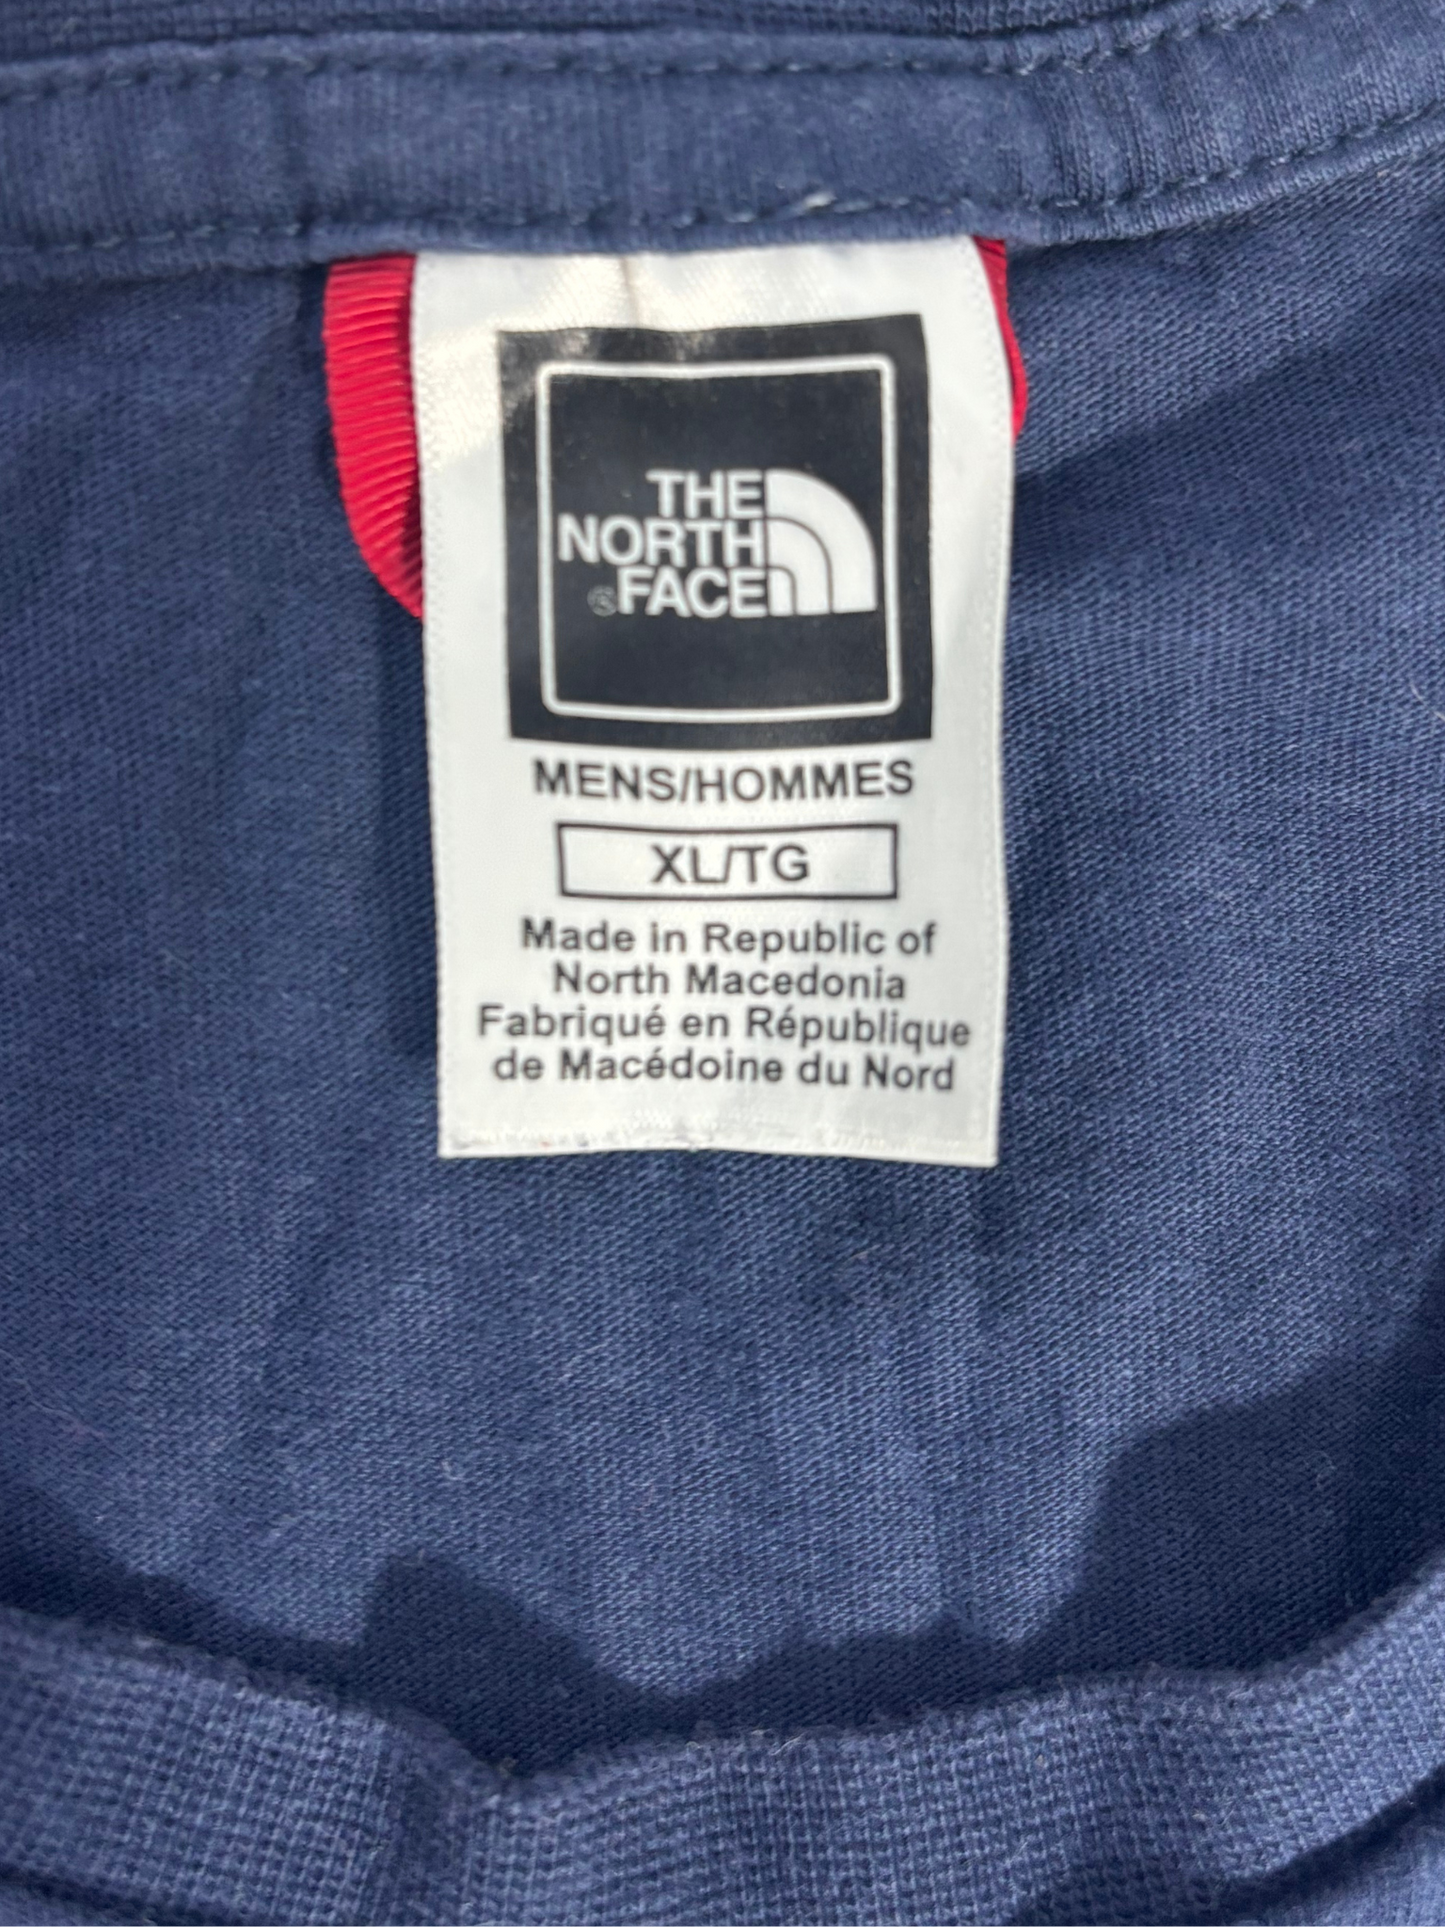 THE
NORTH
FACE
MENS/HOMMES
XL/TG
Made in Republic of
North Macedonia
Fabriqué en République
de Macédoine du Nord